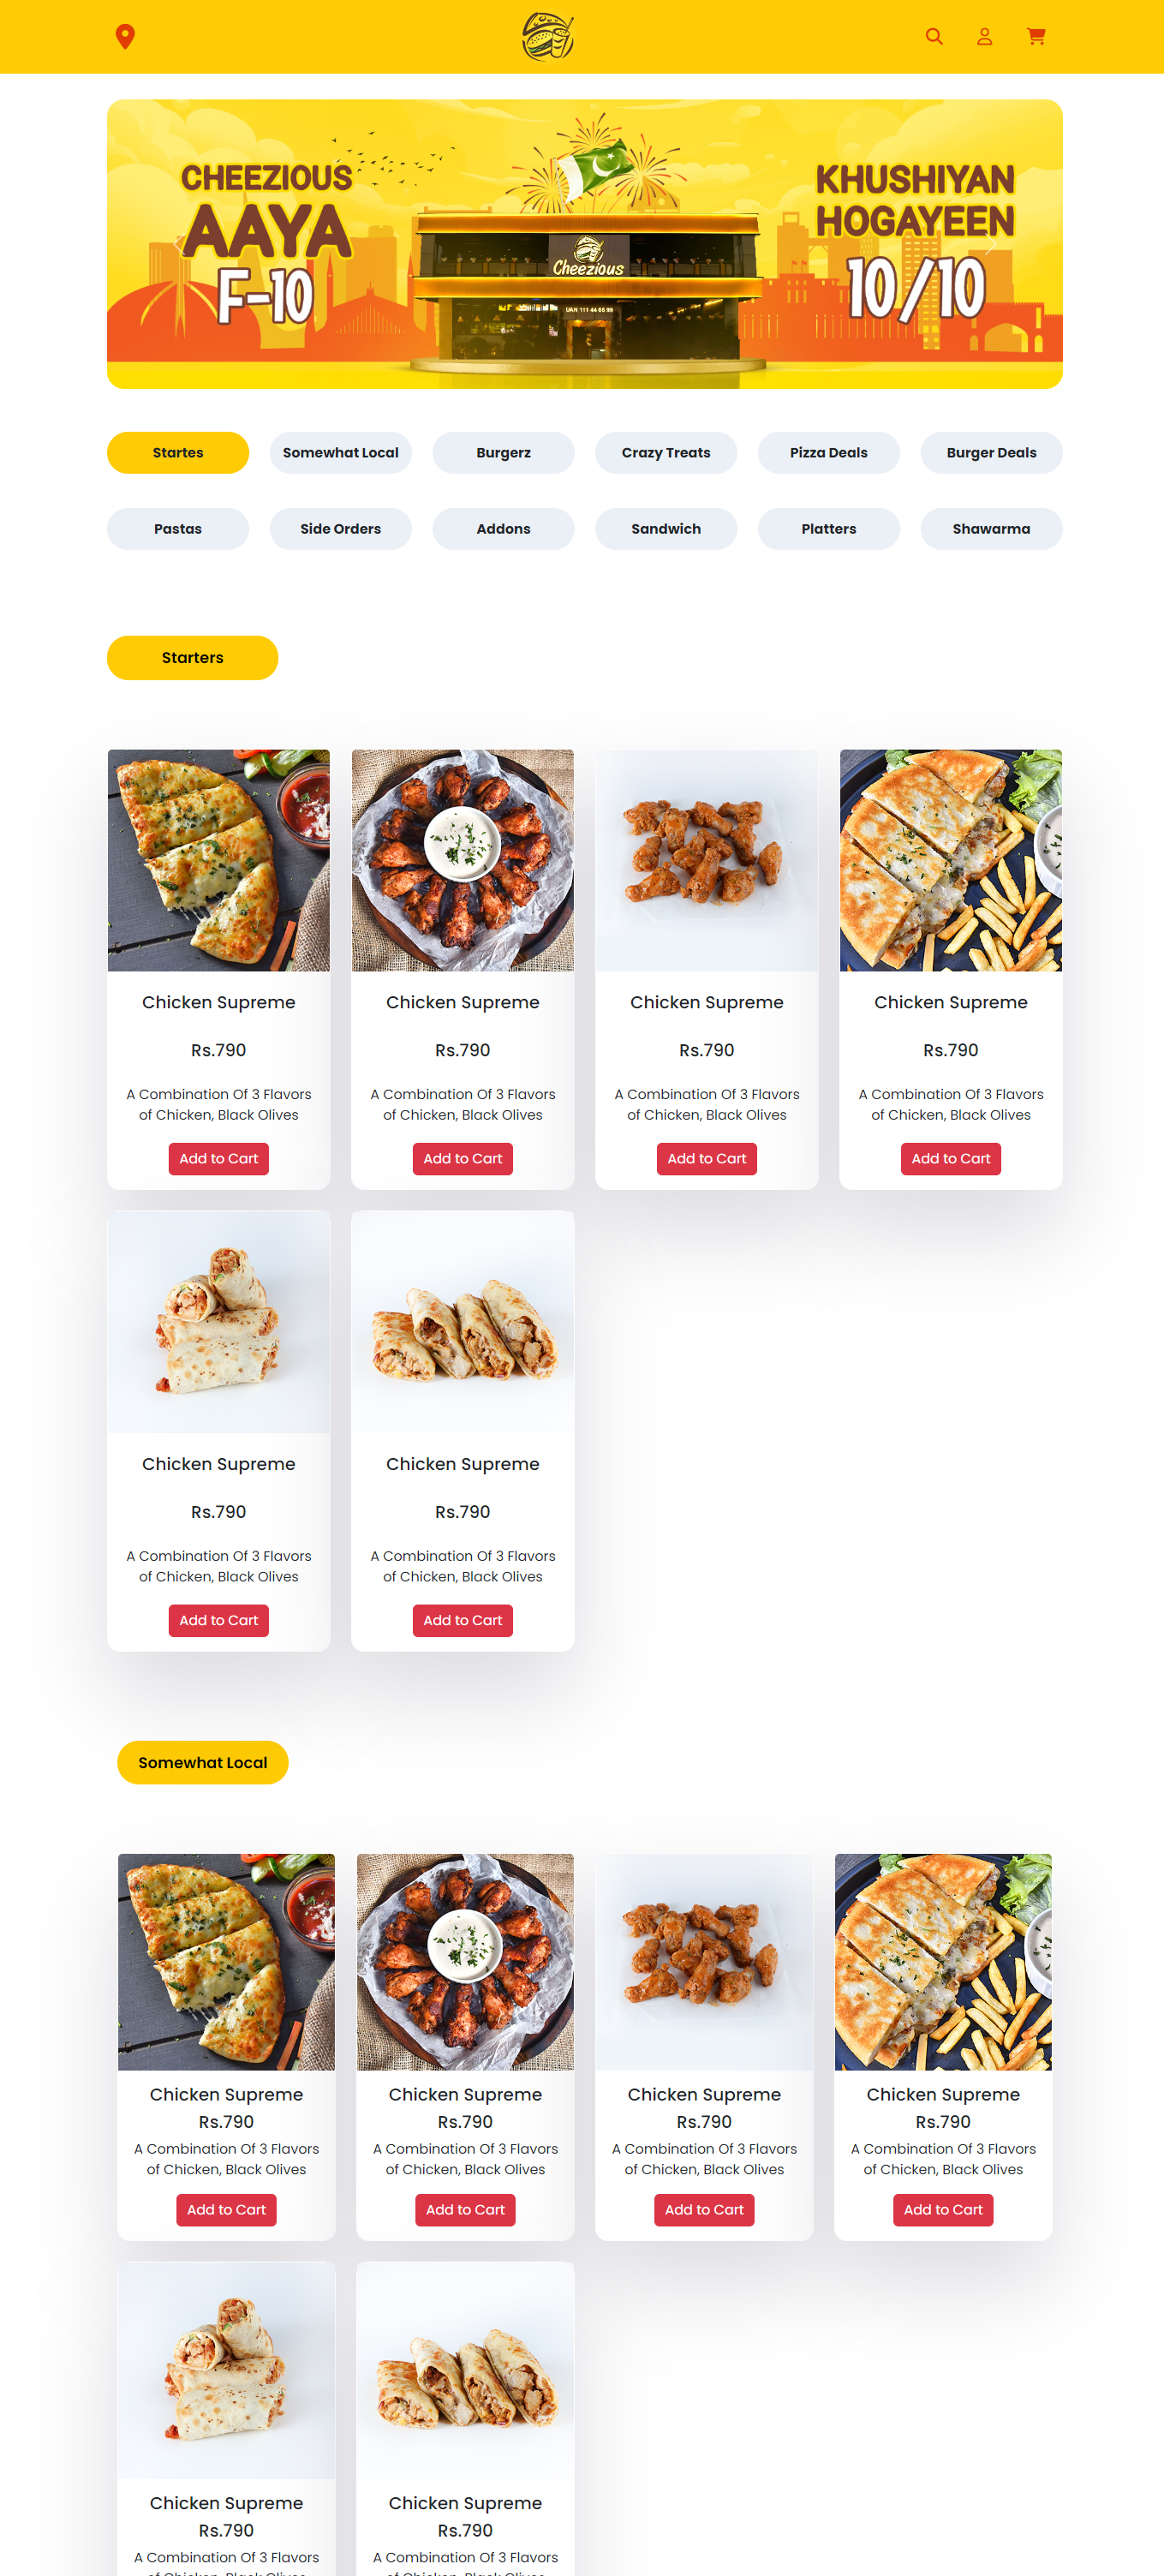 CHEEZIOUS
AAYA
F-10
Cheezious
UAN 111 44 66 99
KHUSHIYAN
HOGAYEEN
10/10
Startes
Somewhat Local
Burgerz
Crazy Treats
Pizza Deals
Burger Deals
Pastas
Side Orders
Addons
Sandwich
Platters
Shawarma
Starters
Chicken Supreme
Rs.790
A Combination Of 3 Flavors
of Chicken, Black Olives
Add to Cart
Chicken Supreme
Rs.790
A Combination Of 3 Flavors
of Chicken, Black Olives
Add to Cart
Chicken Supreme
Rs.790
A Combination Of 3 Flavors
of Chicken, Black Olives
Add to Cart
Chicken Supreme
Rs.790
A Combination Of 3 Flavors
of Chicken, Black Olives
Add to Cart
Chicken Supreme
Rs.790
A Combination Of 3 Flavors
of Chicken, Black Olives
Add to Cart
Chicken Supreme
Rs.790
A Combination Of 3 Flavors
of Chicken, Black Olives
Add to Cart
Somewhat Local
Chicken Supreme
Rs.790
A Combination Of 3 Flavors
of Chicken, Black Olives
Add to Cart
Chicken Supreme
Rs.790
A Combination Of 3 Flavors
of Chicken, Black Olives
Add to Cart
Chicken Supreme
Rs.790
A Combination Of 3 Flavors
of Chicken, Black Olives
Add to Cart
Chicken Supreme
Rs.790
A Combination Of 3 Flavors
of Chicken, Black Olives
Add to Cart
Chicken Supreme
Rs.790
A Combination Of 3 Flavors
Chicken Supreme
Rs.790
A Combination Of 3 Flavors